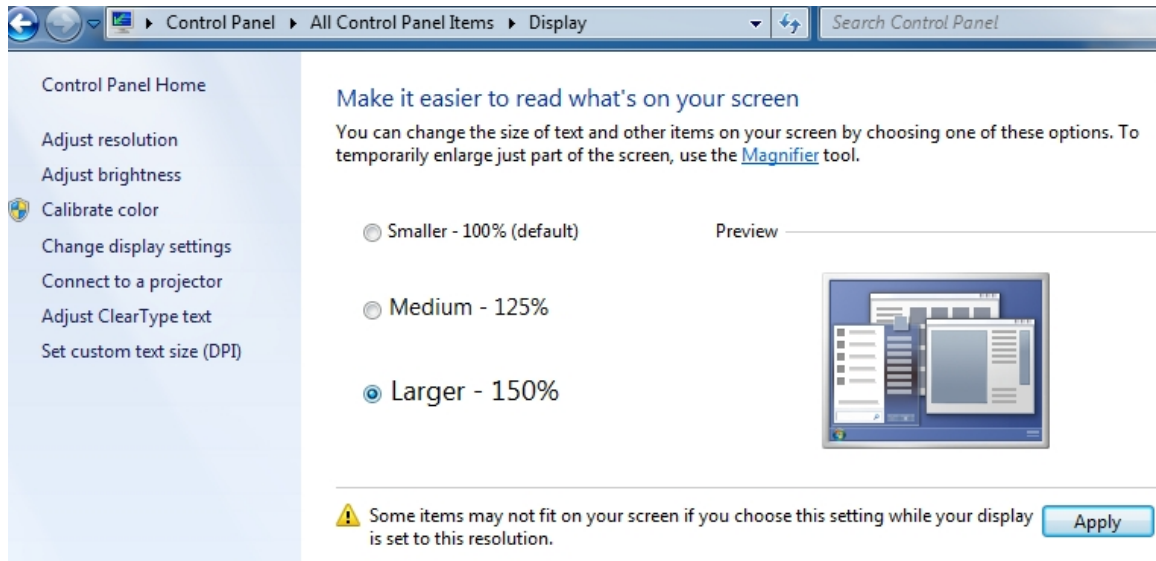 Control Panel All Control Panel Items Display Search Control Panel
Control Panel Home
Adjust resolution
Adjust brightness
Calibrate color
Change display settings
Connect to a projector
Adjust ClearType text
Set custom text size (DPI)
Make it easier to read what's on your screen
You can change the size of text and other items on your screen by choosing one of these options. To
temporarily enlarge just part of the screen, use the Magnifier tool.
Smaller - 100% (default)
Preview
Medium - 125%
Larger - 150%
Some items may not fit on your screen if you choose this setting while your display
is set to this resolution.
Apply